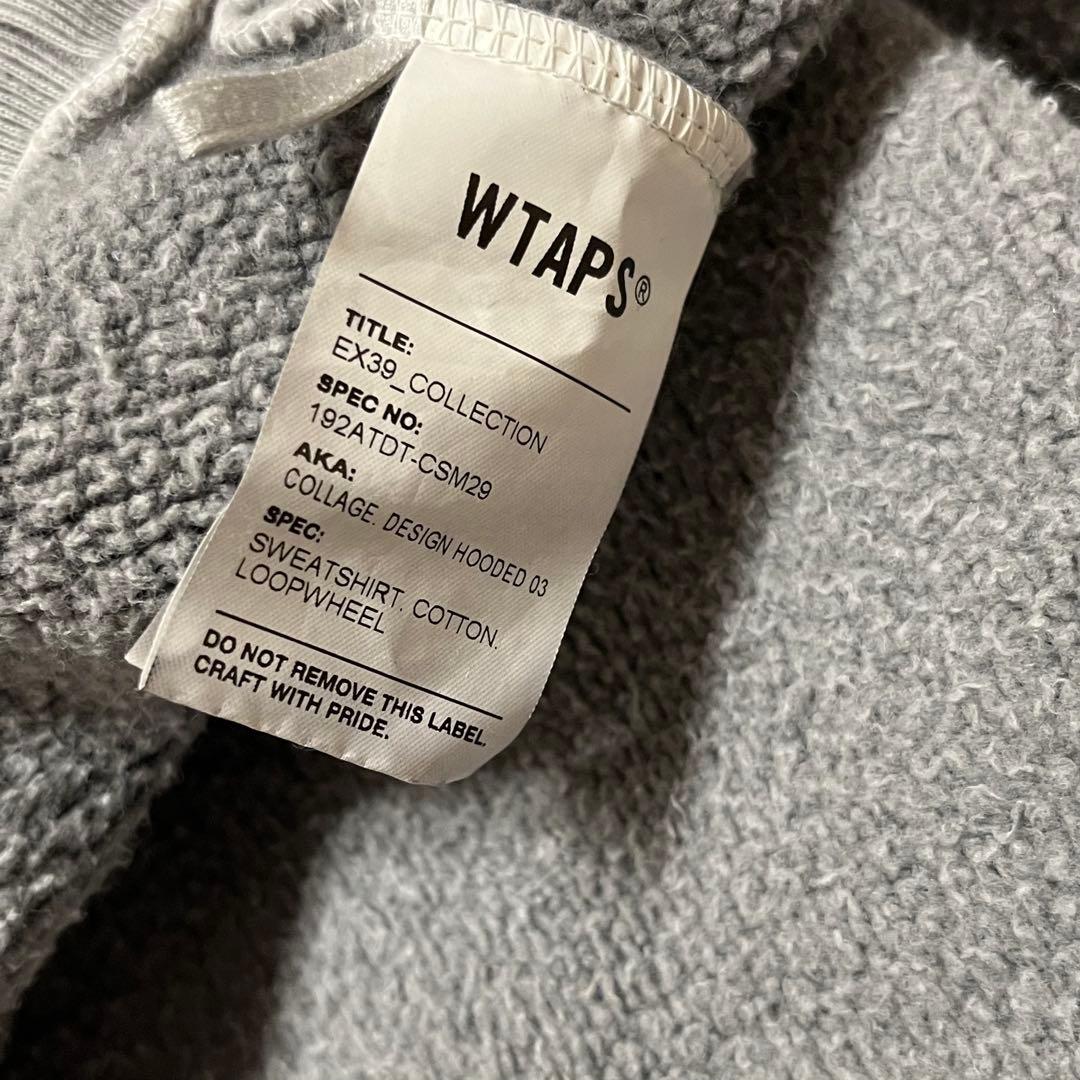 WTAPS®
TITLE:
EX39_COLLECTION
SPEC NO:
192ATDT-CSM29
AKA:
COLLAGE. DESIGN HOODED 03
SPEC:
SWEATSHIRT. COTTON.
LOOPWHEEL
DO NOT REMOVE THIS LABEL.
CRAFT WITH PRIDE.